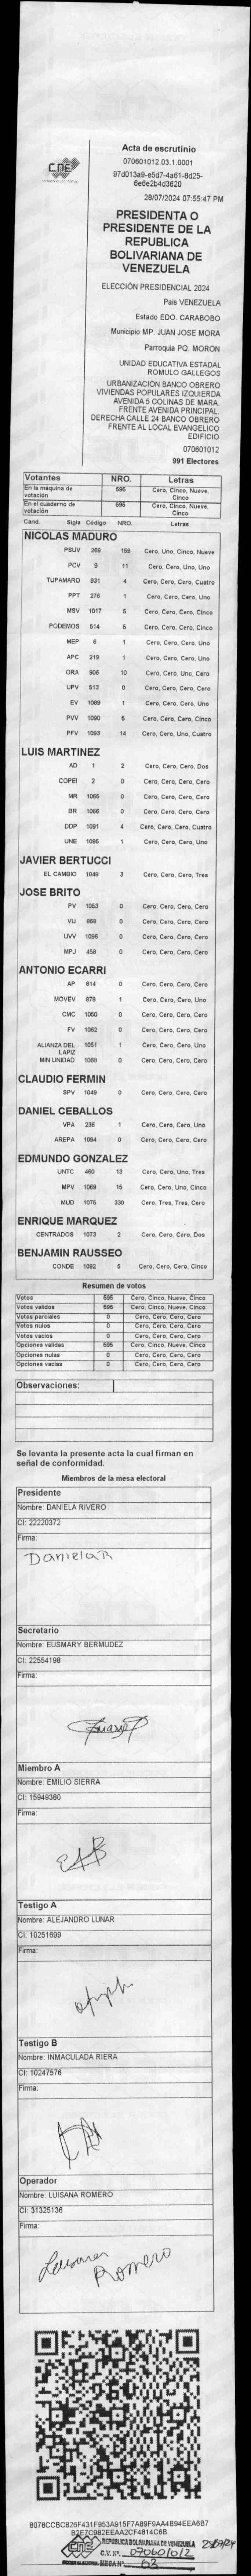 CNE
Acta de escrutinio
070601012.03.1.0001
97d013a9-e5d7-4a61-8d25-
6e6e2b4d3620
28/07/2024 07:55:47 PM
PRESIDENTA O
PRESIDENTE DE LA
REPUBLICA
BOLIVARIANA DE
VENEZUELA
ELECCIÓN PRESIDENCIAL 2024
País VENEZUELA
Estado EDO. CARABOBO
Municipio MP. JUAN JOSE MORA
Parroquia PQ. MORON
UNIDAD EDUCATIVA ESTADAL
ROMULO GALLEGOS
URBANIZACIÓN BANCO OBRERO
VIVIENDAS POPULARES IZQUIERDA
AVENIDA 5 COLINAS DE MARA.
FRENTE AVENIDA PRINCIPAL.
DERECHA CALLE 24 BANCO OBRERO
FRENTE AL LOCAL EVANGELICO
EDIFICIO
070601012
991 Electores
Votantes NRO. Letras
En la máquina de votación 595 Cero, Cinco, Nueve, Cinco
En el cuaderno de votación 595 Cero, Cinco, Nueve, Cinco
Cand. Sigla Código NRO. Letras
NICOLAS MADURO
PSUV 269 159 Cero, Uno, Cinco, Nueve
PCV 9 11 Cero, Cero, Uno, Uno
TUPAMARO 931 4 Cero, Cero, Cero, Cuatro
PPT 276 1 Cero, Cero, Cero, Uno
MSV 1017 5 Cero, Cero, Cero, Cinco
PODEMOS 514 5 Cero, Cero, Cero, Cinco
MEP 6 1 Cero, Cero, Cero, Uno
APC 219 1 Cero, Cero, Cero, Uno
ORA 906 10 Cero, Cero, Uno, Cero
UPV 513 0 Cero, Cero, Cero, Cero
EV 1089 1 Cero, Cero, Cero, Uno
PVV 1090 5 Cero, Cero, Cero, Cinco
PFV 1093 14 Cero, Cero, Uno, Cuatro
LUIS MARTINEZ
AD 1 2 Cero, Cero, Cero, Dos
COPEI 2 0 Cero, Cero, Cero, Cero
MR 1065 0 Cero, Cero, Cero, Cero
BR 1066 0 Cero, Cero, Cero, Cero
DDP 1091 4 Cero, Cero, Cero, Cuatro
UNE 1095 1 Cero, Cero, Cero, Uno
JAVIER BERTUCCI
EL CAMBIO 1048 3 Cero, Cero, Cero, Tres
JOSE BRITO
PV 1053 0 Cero, Cero, Cero, Cero
VU 868 0 Cero, Cero, Cero, Cero
UVV 1096 0 Cero, Cero, Cero, Cero
MPJ 458 0 Cero, Cero, Cero, Cero
ANTONIO ECARRI
AP 814 0 Cero, Cero, Cero, Cero
MOVEV 979 1 Cero, Cero, Cero, Uno
CMC 1050 0 Cero, Cero, Cero, Cero
FV 1062 0 Cero, Cero, Cero, Cero
ALIANZA DEL LAPIZ 1051 1 Cero, Cero, Cero, Uno
MIN UNIDAD 1068 0 Cero, Cero, Cero, Cero
CLAUDIO FERMIN
SPV 1049 0 Cero, Cero, Cero, Cero
DANIEL CEBALLOS
VPA 236 1 Cero, Cero, Cero, Uno
AREPA 1094 0 Cero, Cero, Cero, Cero
EDMUNDO GONZALEZ
UNTC 460 13 Cero, Cero, Uno, Tres
MPV 1069 15 Cero, Cero, Uno, Cinco
MUD 1075 330 Cero, Tres, Tres, Cero
ENRIQUE MARQUEZ
CENTRADOS 1073 2 Cero, Cero, Cero, Dos
BENJAMIN RAUSSEO
CONDE 1092 5 Cero, Cero, Cero, Cinco
Resumen de votos
Votos 595 Cero, Cinco, Nueve, Cinco
Votos validos 595 Cero, Cinco, Nueve, Cinco
Votos parciales 0 Cero, Cero, Cero, Cero
Votos nulos 0 Cero, Cero, Cero, Cero
Votos vacios 0 Cero, Cero, Cero, Cero
Opciones validas 595 Cero, Cinco, Nueve, Cinco
Opciones nulas 0 Cero, Cero, Cero, Cero
Opciones vacias 0 Cero, Cero, Cero, Cero
Observaciones:
Se levanta la presente acta la cual firman en
señal de conformidad.
Miembros de la mesa electoral
Presidente
Nombre: DANIELA RIVERO
CI: 22220372
Firma:
Daniela R
Secretario
Nombre: EUSMARY BERMUDEZ
CI: 22554198
Firma:
Miembro A
Nombre: EMILIO SIERRA
CI: 15949380
Firma:
Testigo A
Nombre: ALEJANDRO LUNAR
CI: 10251699
Firma:
Testigo B
Nombre: INMACULADA RIERA
CI: 10247576
Firma:
Operador
Nombre: LUISANA ROMERO
CI: 31325136
Firma:
Luisana Romero
8078CCBC826F431F953A915F7A89F9AA4B94EEA6B7
B2E7C982EEAA2CF4814C6B
CNE REPÚBLICA BOLIVARIANA DE VENEZUELA
C.V. Nº. 070601012
MESA Nº 03